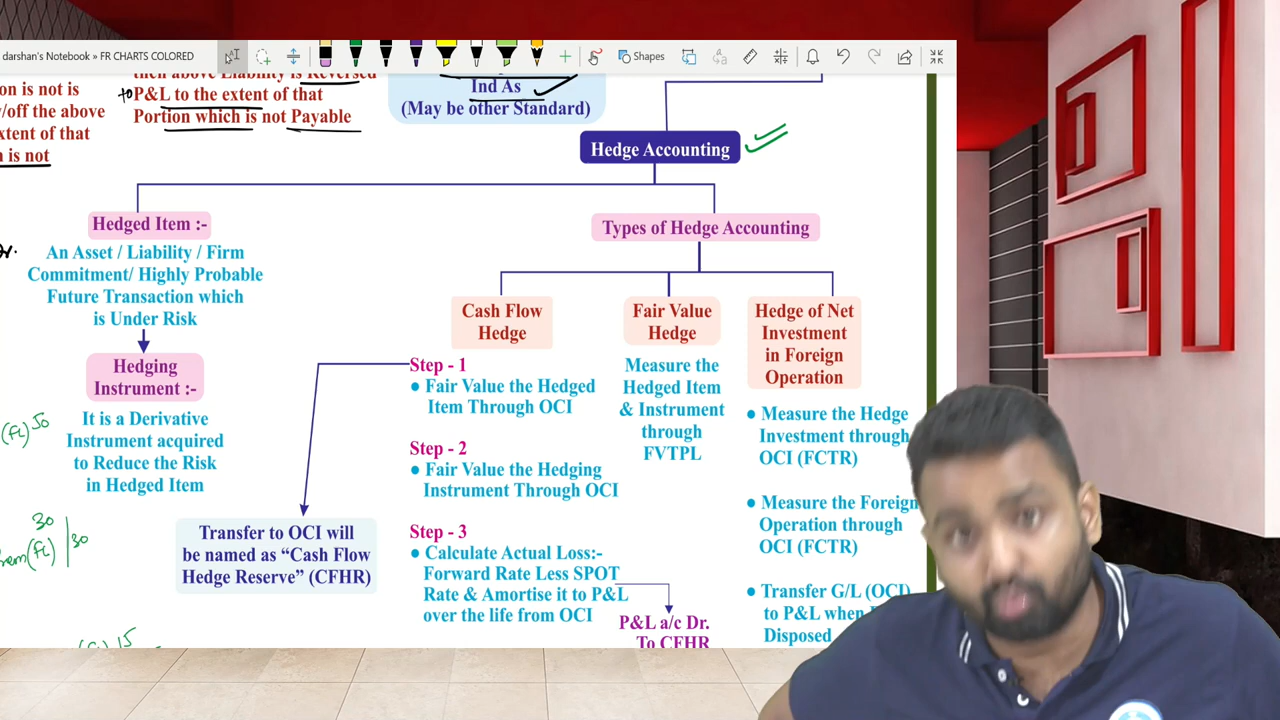 darshan's Notebook » FR CHARTS COLORED
Shapes
on is not is
y/off the above
xtent of that
n is not
then above Liability is Reversed
to P&L to the extent of that
Portion which is not Payable
Ind As
(May be other Standard)
Hedge Accounting
Hedged Item :-
An Asset / Liability / Firm
Commitment/ Highly Probable
Future Transaction which
is Under Risk
Hedging
Instrument :-
It is a Derivative
Instrument acquired
to Reduce the Risk
in Hedged Item
Types of Hedge Accounting
Cash Flow
Hedge
Step - 1
● Fair Value the Hedged
Item Through OCI
Step - 2
● Fair Value the Hedging
Instrument Through OCI
Step - 3
● Calculate Actual Loss:-
Forward Rate Less SPOT
Rate & Amortise it to P&L
over the life from OCI
P&L a/c Dr.
To CFHR
Transfer to OCI will
be named as “Cash Flow
Hedge Reserve” (CFHR)
Fair Value
Hedge
Measure the
Hedged Item
& Instrument
through
FVTPL
Hedge of Net
Investment
in Foreign
Operation
● Measure the Hedge
Investment through
OCI (FCTR)
● Measure the Foreign
Operation through
OCI (FCTR)
● Transfer G/L (OCI)
to P&L when
Disposed
(FL) 50
30
(FL) 30
15